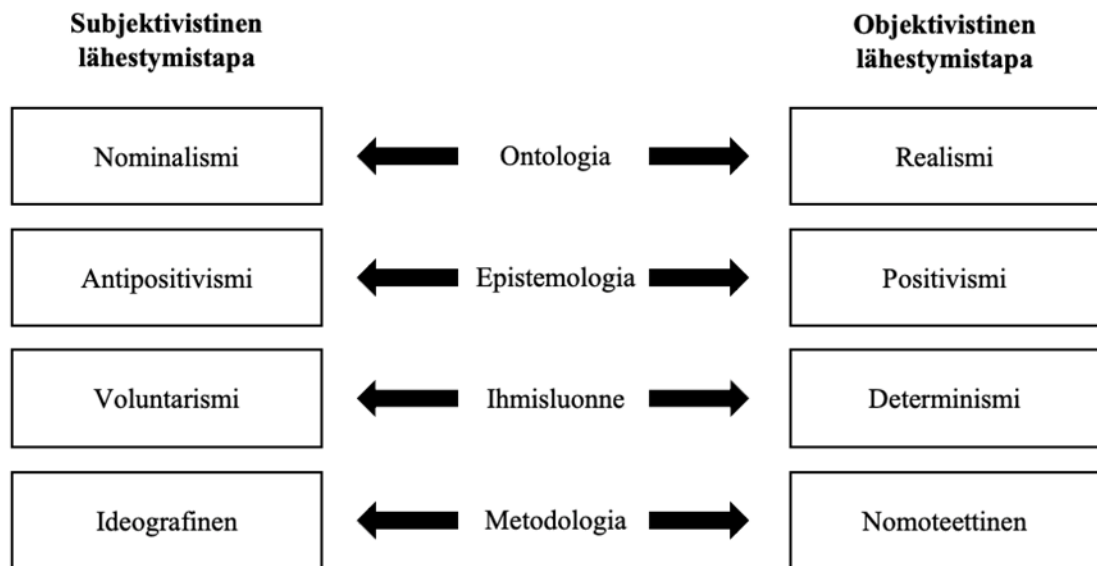 Subjektivistinen
lähestymistapa
Objektivistinen
lähestymistapa
Nominalismi
Ontologia
Realismi
Antipositivismi
Epistemologia
Positivismi
Voluntarismi
Ihmisluonne
Determinismi
Ideografinen
Metodologia
Nomoteettinen